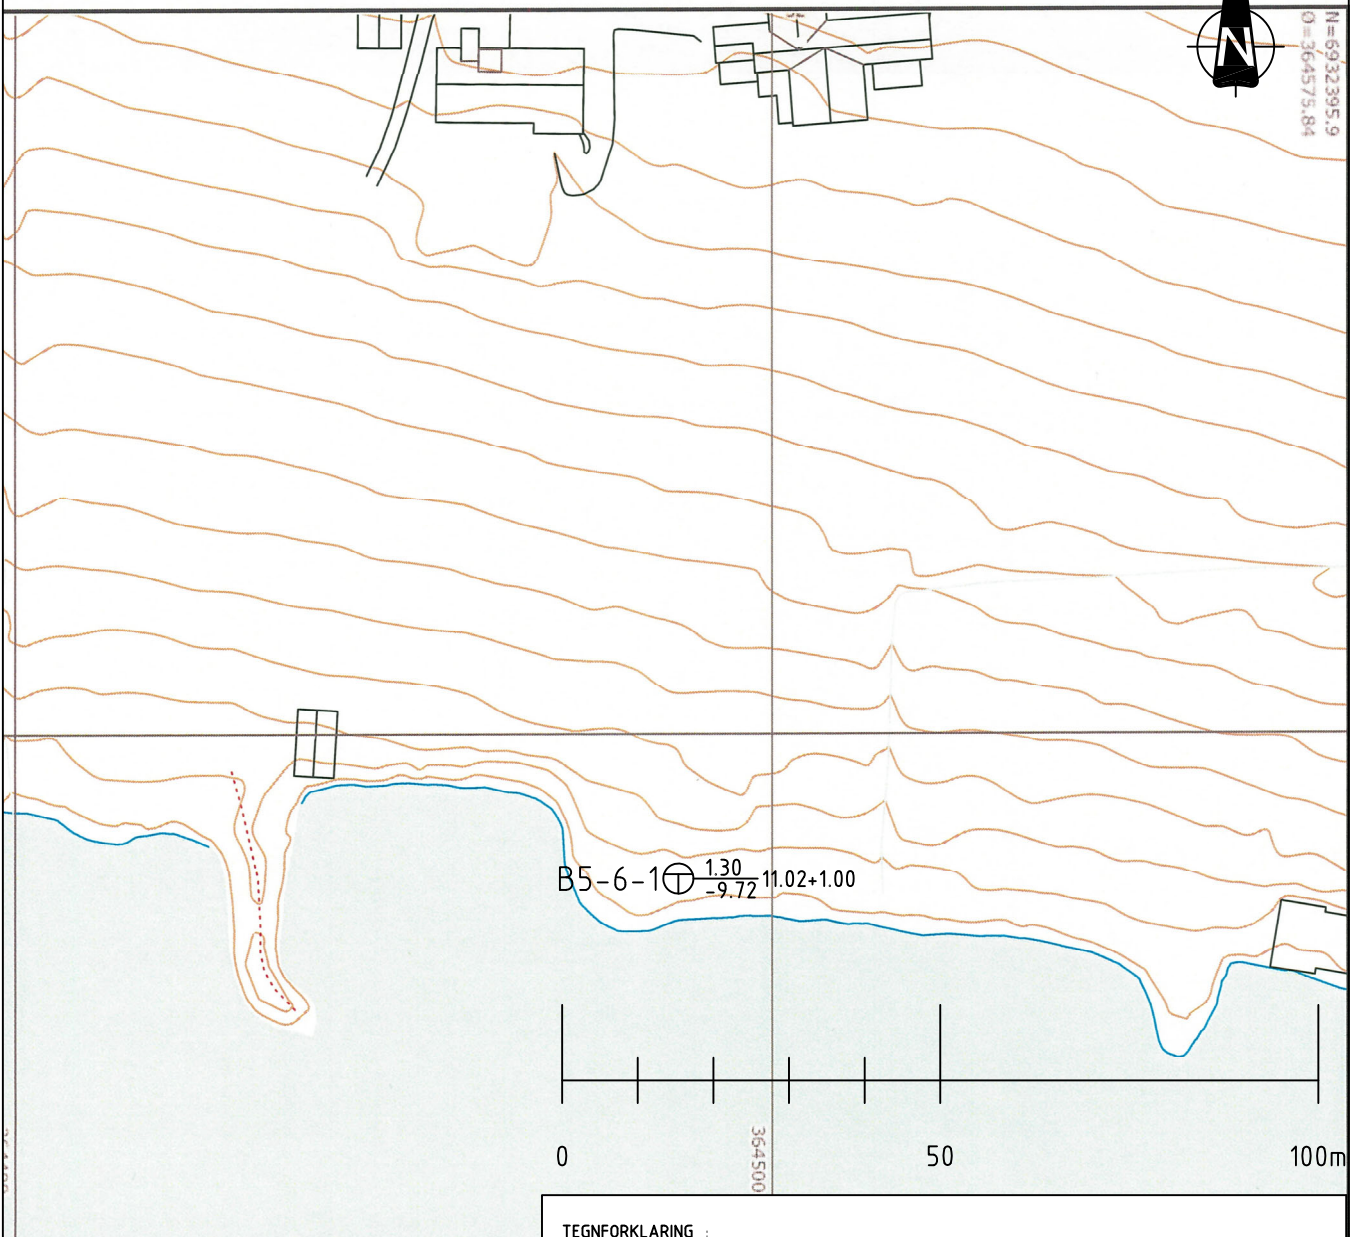 N=6932395.9
Ø=364575.84
N
B5-6-1 1.30 11.02+1.00
-9.72
0 50 100m
364500
TEGNFORKLARING :